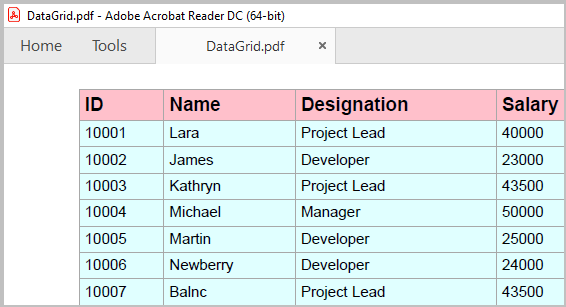 DataGrid.pdf - Adobe Acrobat Reader DC (64-bit)
Home Tools DataGrid.pdf ×
ID Name Designation Salary
10001 Lara Project Lead 40000
10002 James Developer 23000
10003 Kathryn Project Lead 43500
10004 Michael Manager 50000
10005 Martin Developer 25000
10006 Newberry Developer 24000
10007 Balnc Project Lead 43500